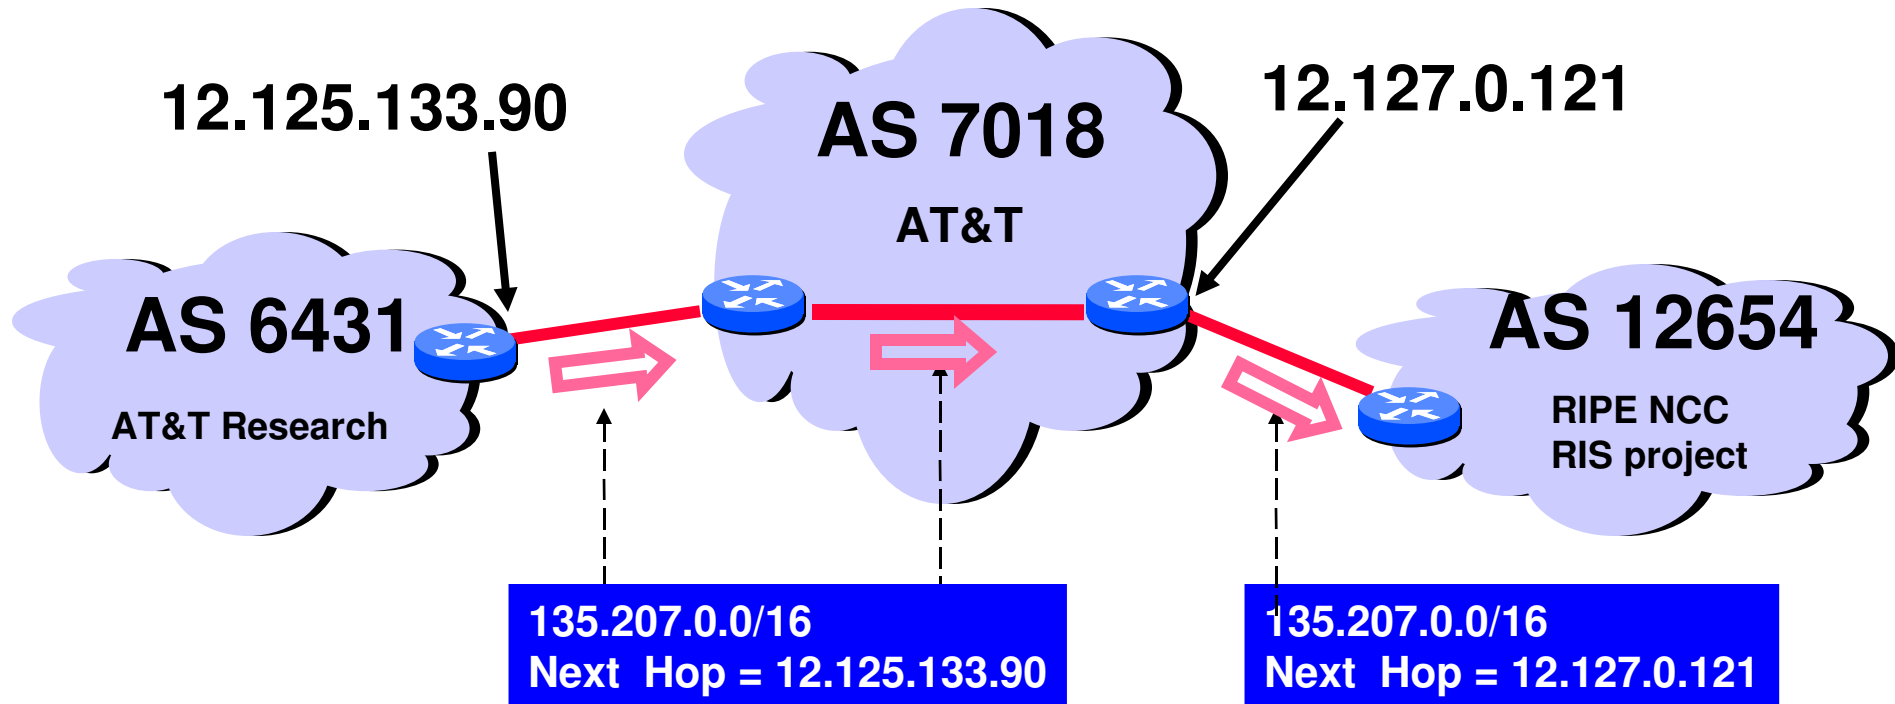 12.125.133.90
AS 7018
AT&T
12.127.0.121
AS 6431
AT&T Research
AS 12654
RIPE NCC
RIS project
135.207.0.0/16
Next Hop = 12.125.133.90
135.207.0.0/16
Next Hop = 12.127.0.121